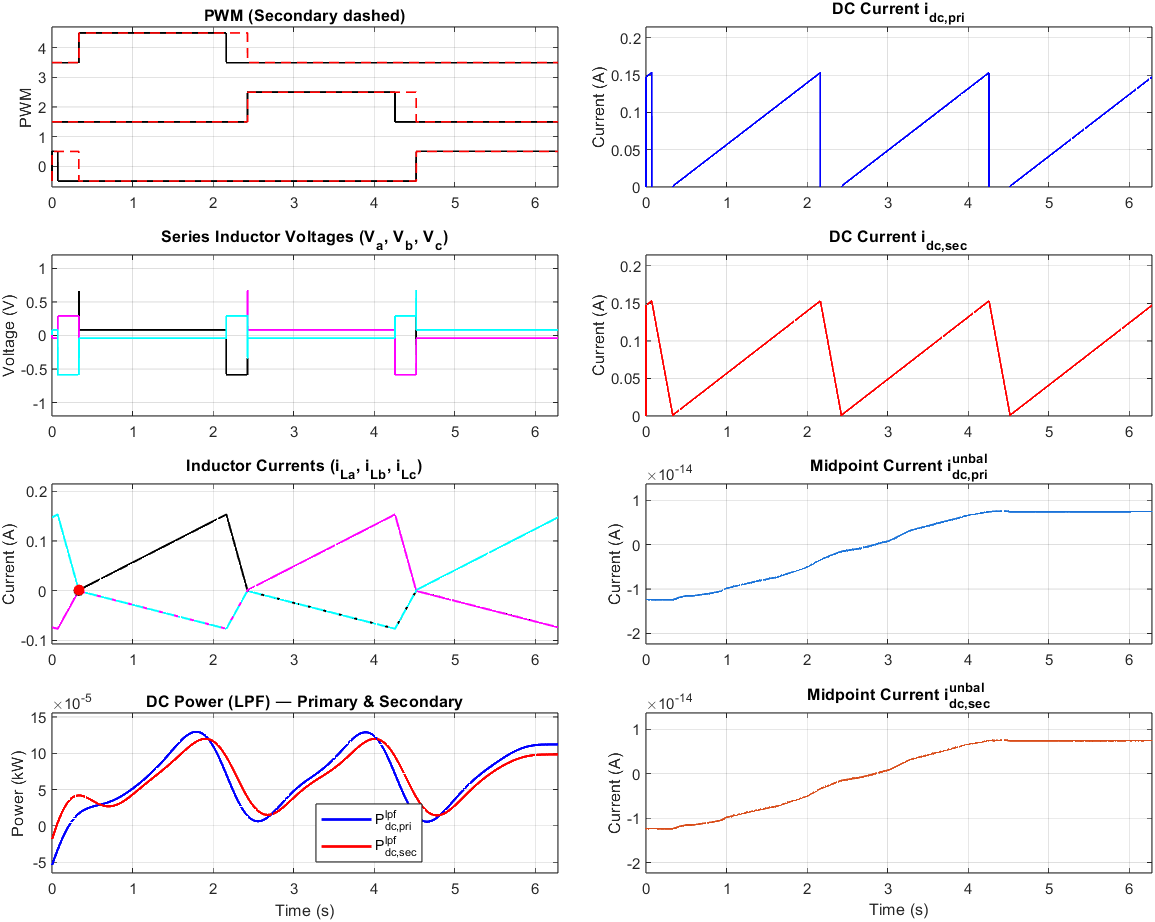 PWM (Secondary dashed)
PWM
4
3
2
1
0
0 1 2 3 4 5 6
DC Current i_dc,pri
Current (A)
0.2
0.15
0.1
0.05
0
0 1 2 3 4 5 6
Series Inductor Voltages (V_a, V_b, V_c)
Voltage (V)
1
0.5
0
-0.5
-1
0 1 2 3 4 5 6
DC Current i_dc,sec
Current (A)
0.2
0.15
0.1
0.05
0
0 1 2 3 4 5 6
Inductor Currents (i_La, i_Lb, i_Lc)
Current (A)
0.2
0.1
0
-0.1
0 1 2 3 4 5 6
Midpoint Current i_dc,pri^unbal
×10^-14
Current (A)
1
0
-1
-2
0 1 2 3 4 5 6
DC Power (LPF) — Primary & Secondary
×10^-5
Power (kW)
15
10
5
0
-5
P_dc,pri^lpf
P_dc,sec^lpf
0 1 2 3 4 5 6
Time (s)
Midpoint Current i_dc,sec^unbal
×10^-14
Current (A)
1
0
-1
-2
0 1 2 3 4 5 6
Time (s)